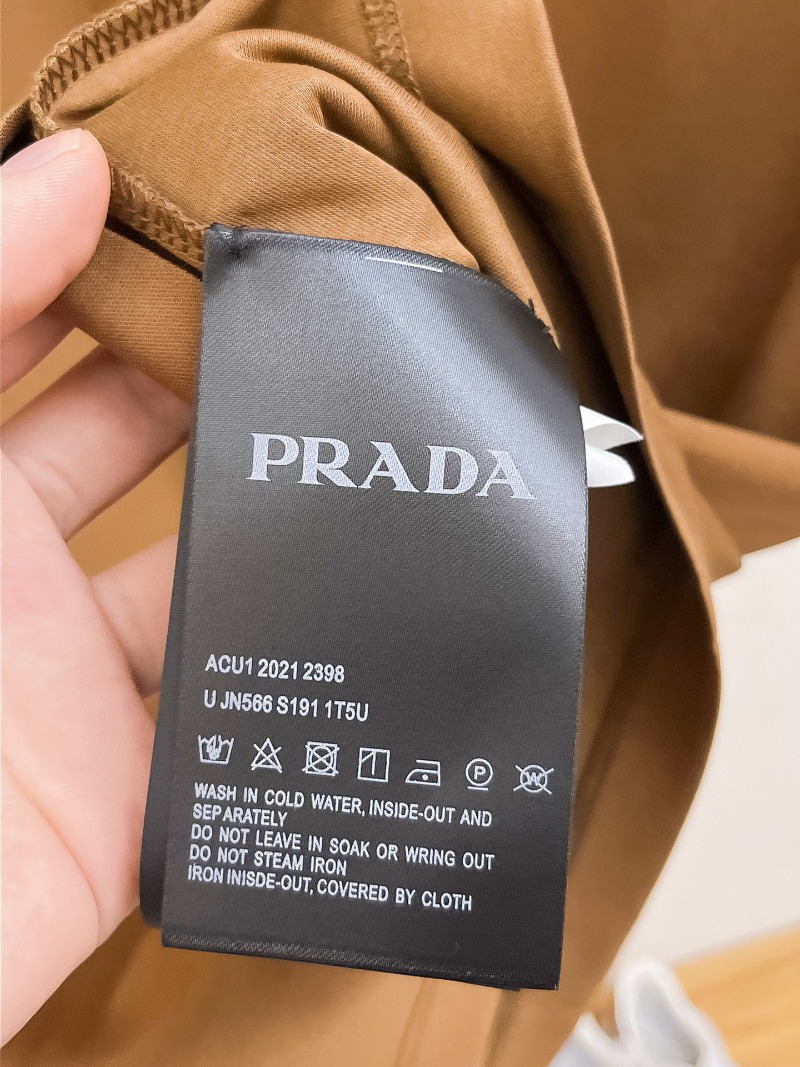 PRADA
ACU1 2021 2398
U JN566 S191 1T5U
P W
WASH IN COLD WATER, INSIDE-OUT AND
SEPARATELY
DO NOT LEAVE IN SOAK OR WRING OUT
DO NOT STEAM IRON
IRON INISDE-OUT, COVERED BY CLOTH